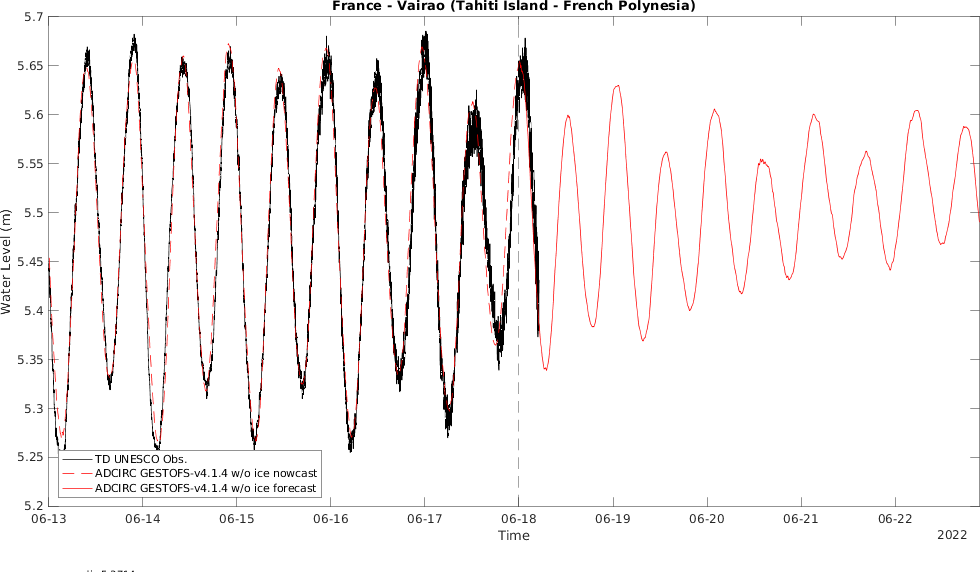 France - Vairao (Tahiti Island - French Polynesia)
5.7
5.65
5.6
5.55
5.5
5.45
5.4
5.35
5.3
5.25
5.2
Water Level (m)
TD UNESCO Obs.
ADCIRC GESTOFS-v4.1.4 w/o ice nowcast
ADCIRC GESTOFS-v4.1.4 w/o ice forecast
06-13 06-14 06-15 06-16 06-17 06-18 06-19 06-20 06-21 06-22
Time
2022